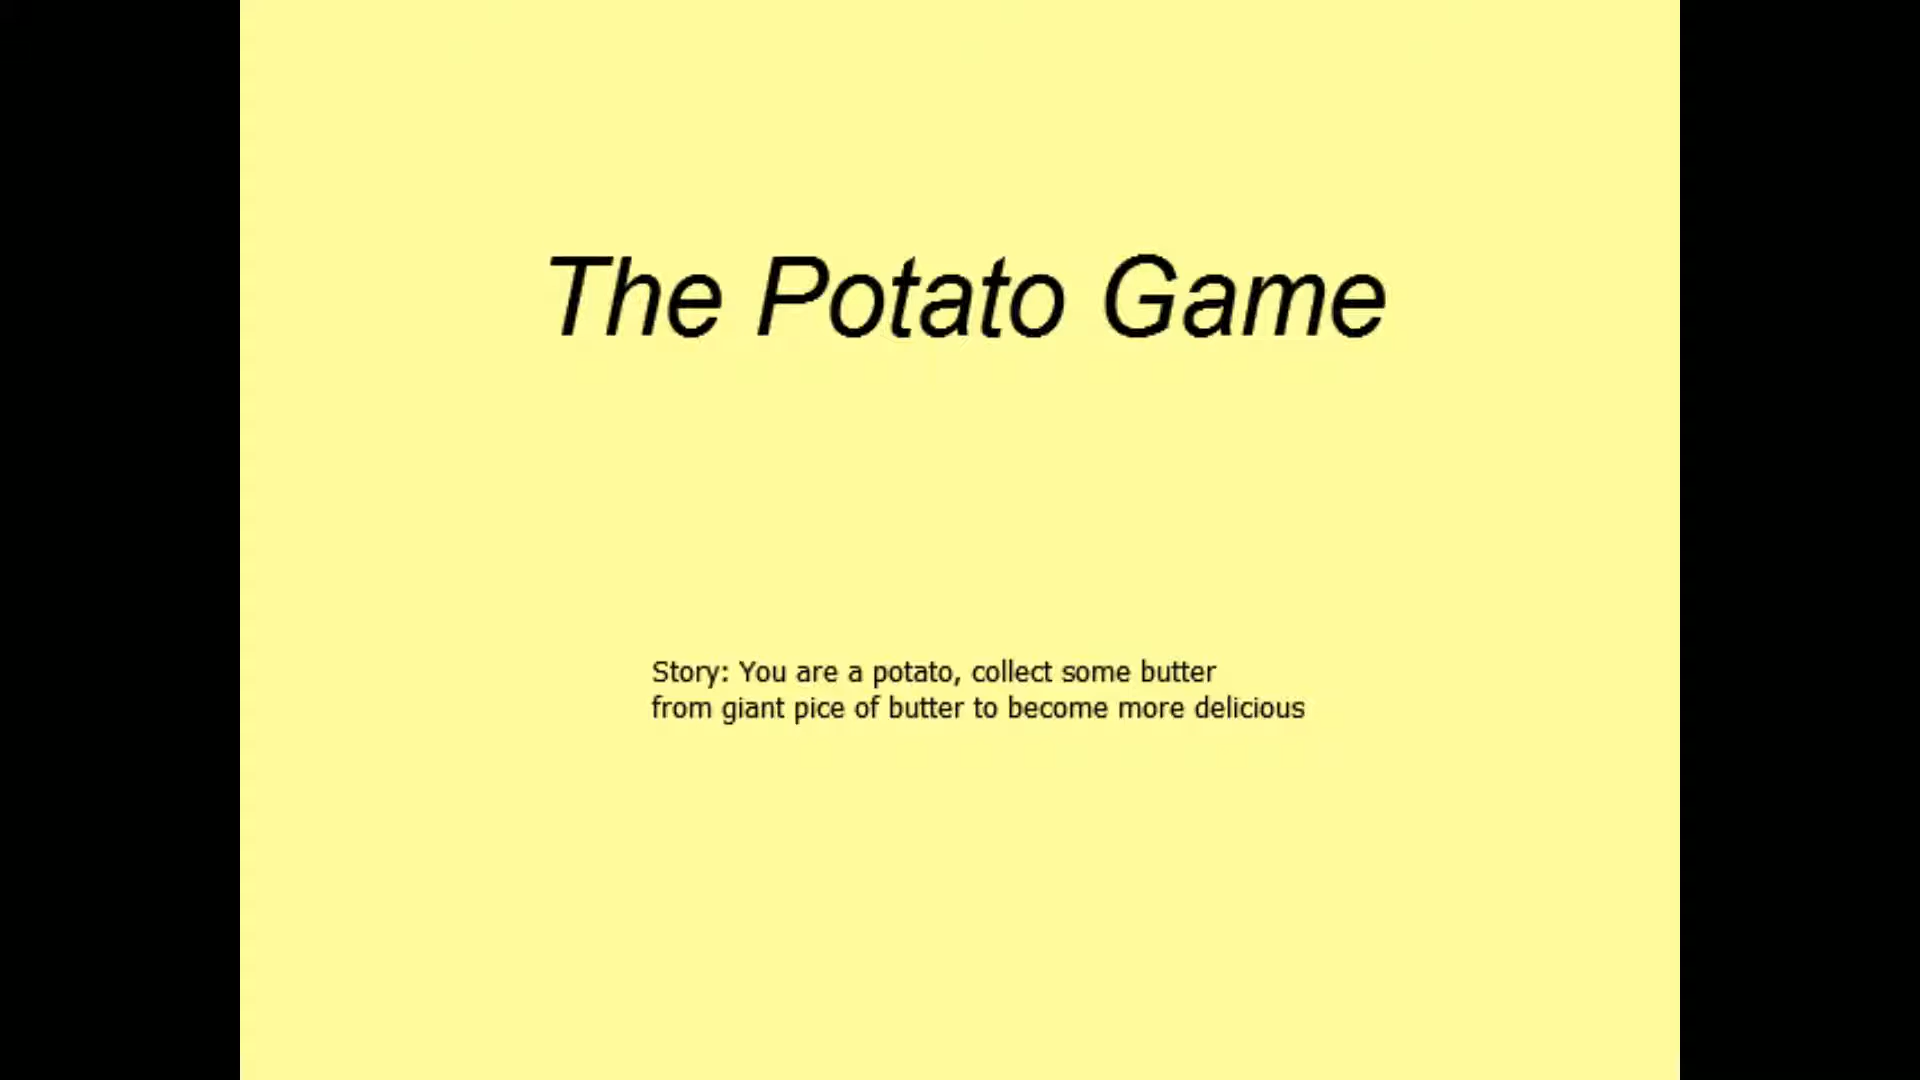 The Potato Game
Story: You are a potato, collect some butter
from giant pice of butter to become more delicious